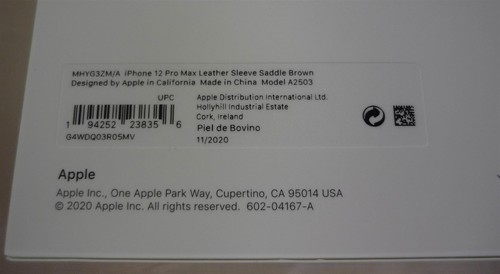 MHYG3ZM/A iPhone 12 Pro Max Leather Sleeve Saddle Brown
Designed by Apple in California Made in China Model A2503
UPC
1 94252 23835 6
G4WDQ03R05MV
Apple Distribution International Ltd.
Hollyhill Industrial Estate
Cork, Ireland
Piel de Bovino
11/2020
Apple
Apple Inc., One Apple Park Way, Cupertino, CA 95014 USA
© 2020 Apple Inc. All rights reserved. 602-04167-A